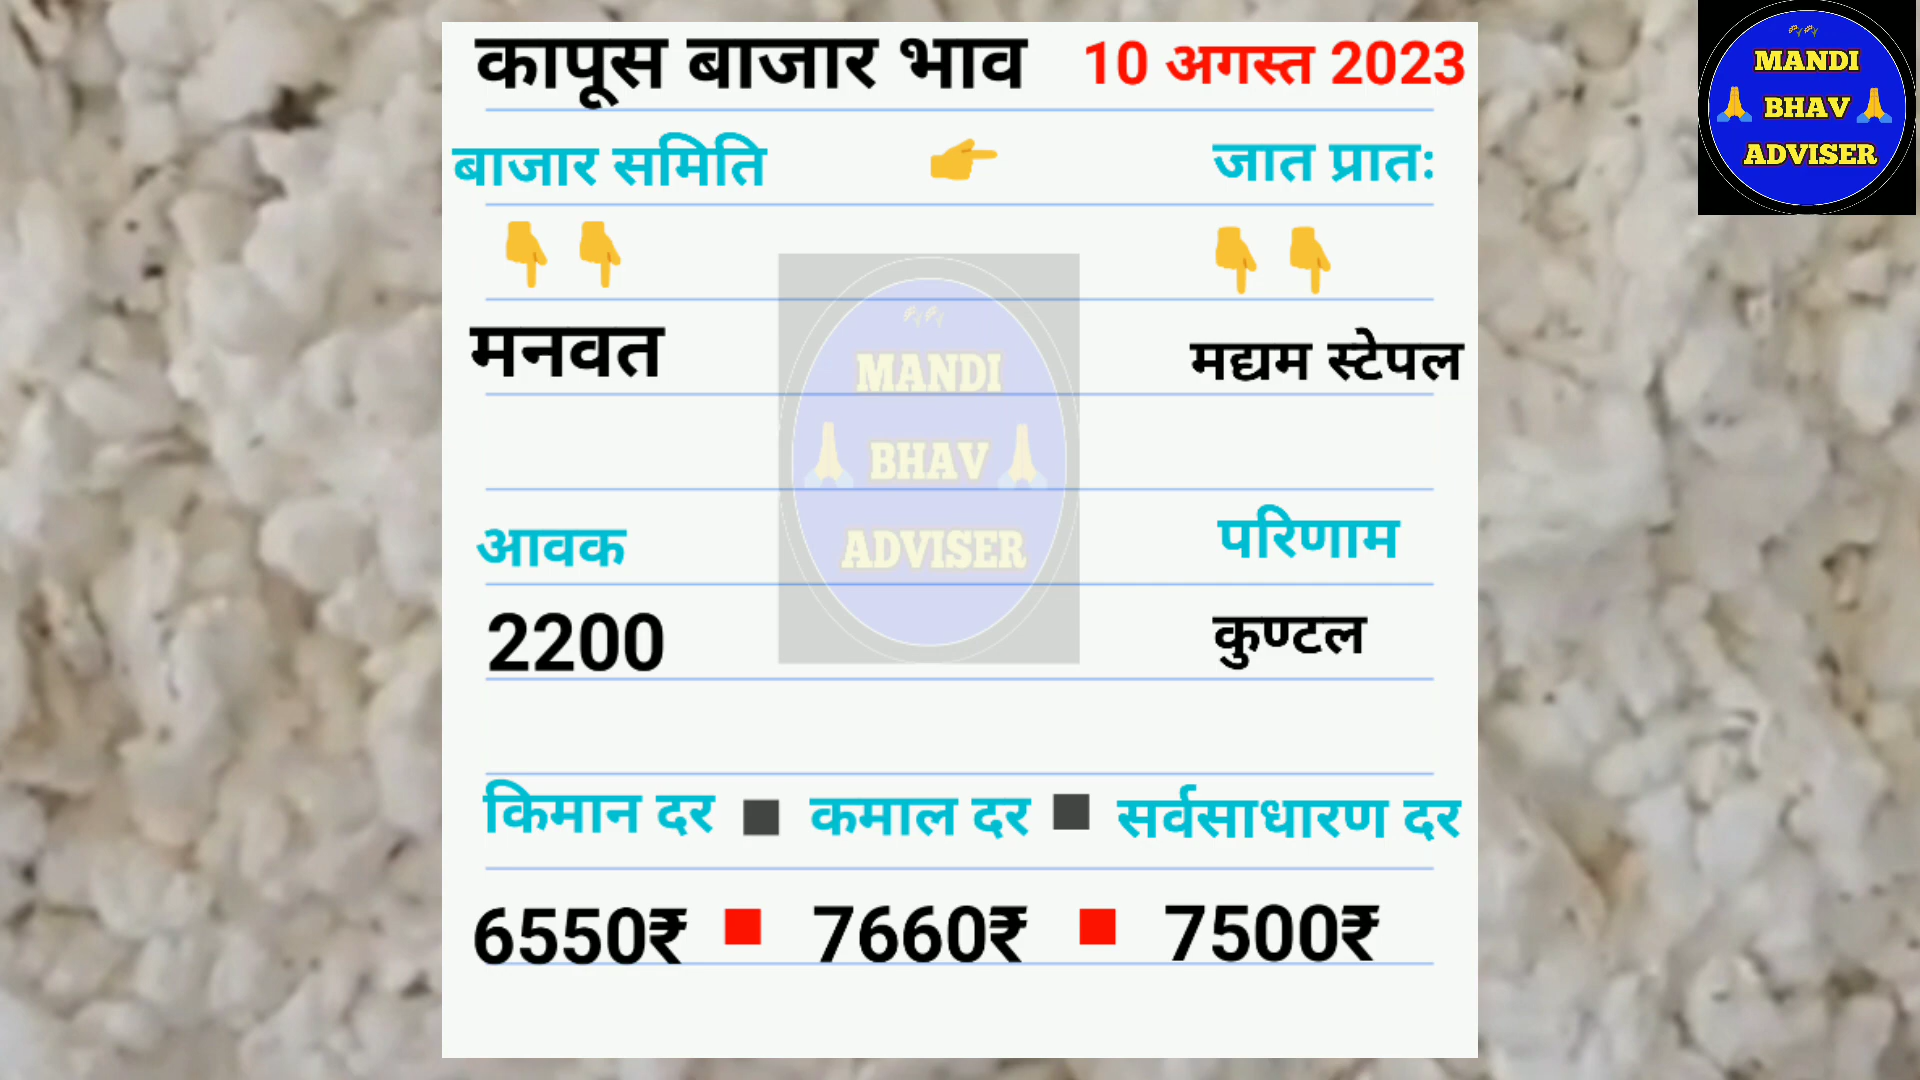 कापूस बाजार भाव 10 अगस्त 2023
बाजार समिति 👉 जात प्रातः
👇 👇 👇 👇
मनवत मद्यम स्टेपल
आवक परिणाम
2200 कुण्टल
किमान दर ◾ कमाल दर ◾ सर्वसाधारण दर
6550₹ 7660₹ 7500₹
MANDI
BHAV
ADVISER
MANDI
BHAV
ADVISER